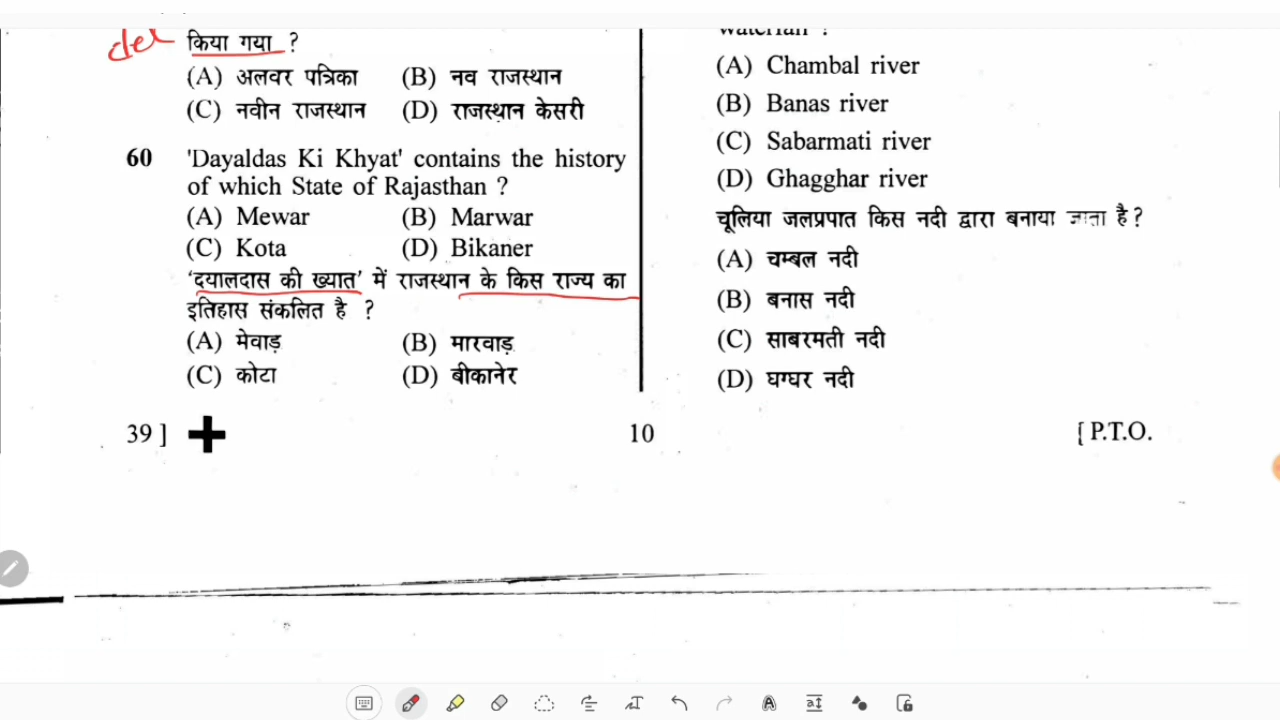 del किया गया ?
(A) अलवर पत्रिका (B) नव राजस्थान
(C) नवीन राजस्थान (D) राजस्थान केसरी
60 'Dayaldas Ki Khyat' contains the history
of which State of Rajasthan ?
(A) Mewar (B) Marwar
(C) Kota (D) Bikaner
'दयालदास की ख्यात' में राजस्थान के किस राज्य का
इतिहास संकलित है ?
(A) मेवाड़ (B) मारवाड़
(C) कोटा (D) बीकानेर
(A) Chambal river
(B) Banas river
(C) Sabarmati river
(D) Ghagghar river
चूलिया जलप्रपात किस नदी द्वारा बनाया जाता है ?
(A) चम्बल नदी
(B) बनास नदी
(C) साबरमती नदी
(D) घग्घर नदी
39 ] 10 [ P.T.O.